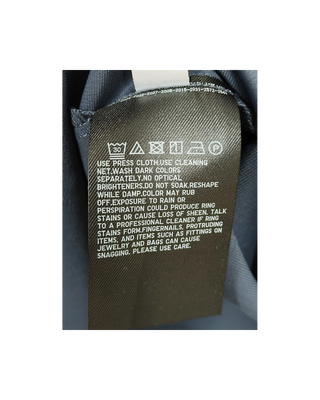 30
P
USE PRESS CLOTH.USE CLEANING
NET.WASH DARK COLORS
SEPARATELY.NO OPTICAL
BRIGHTENERS.DO NOT SOAK.RESHAPE
WHILE DAMP.COLOR MAY RUB
OFF.EXPOSURE TO RAIN OR
PERSPIRATION COULD PRODUCE RING
STAINS OR CAUSE LOSS OF SHEEN. TALK
TO A PROFESSIONAL CLEANER IF RING
STAINS FORM.FINGERNAILS, PROTRUDING
ITEMS, AND ITEMS SUCH AS FITTINGS ON
JEWELRY AND BAGS CAN CAUSE
SNAGGING. PLEASE USE CARE.